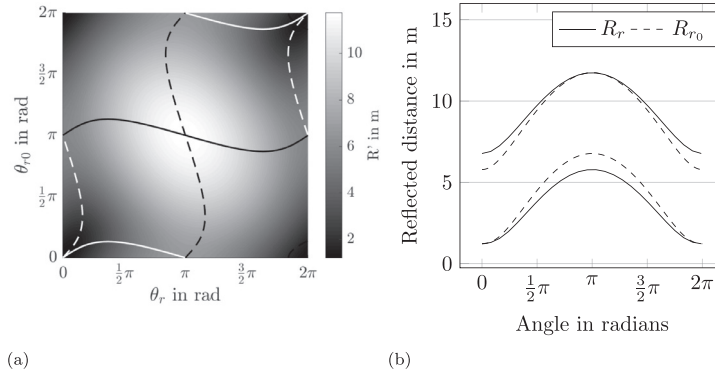 2π
3/2π
π
1/2π
0
θr0 in rad
0
1/2π
π
3/2π
2π
θr in rad
10
8
6
4
2
R' in m
(a)
15
10
5
0
Reflected distance in m
Rr
Rr0
0
1/2π
π
3/2π
2π
Angle in radians
(b)